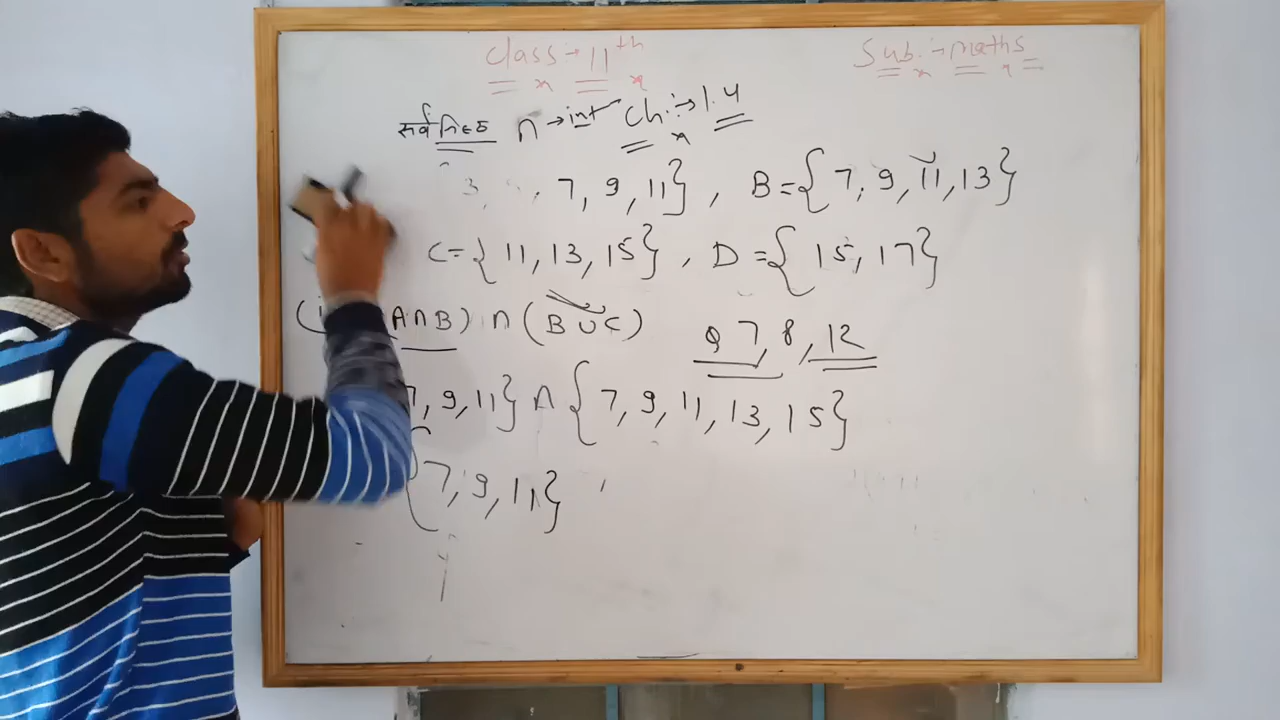 Class → 11th Sub. → maths
सर्वनिष्ठ n → int ch. → 1.4
3, , 7, 9, 11} , B = {7, 9, 11, 13}
C = {11, 13, 15} , D = {15, 17}
(i A ∩ B) ∩ (B ∪ C)
Q 7, 8, 12
7, 9, 11} ∩ {7, 9, 11, 13, 15}
{7, 9, 11}